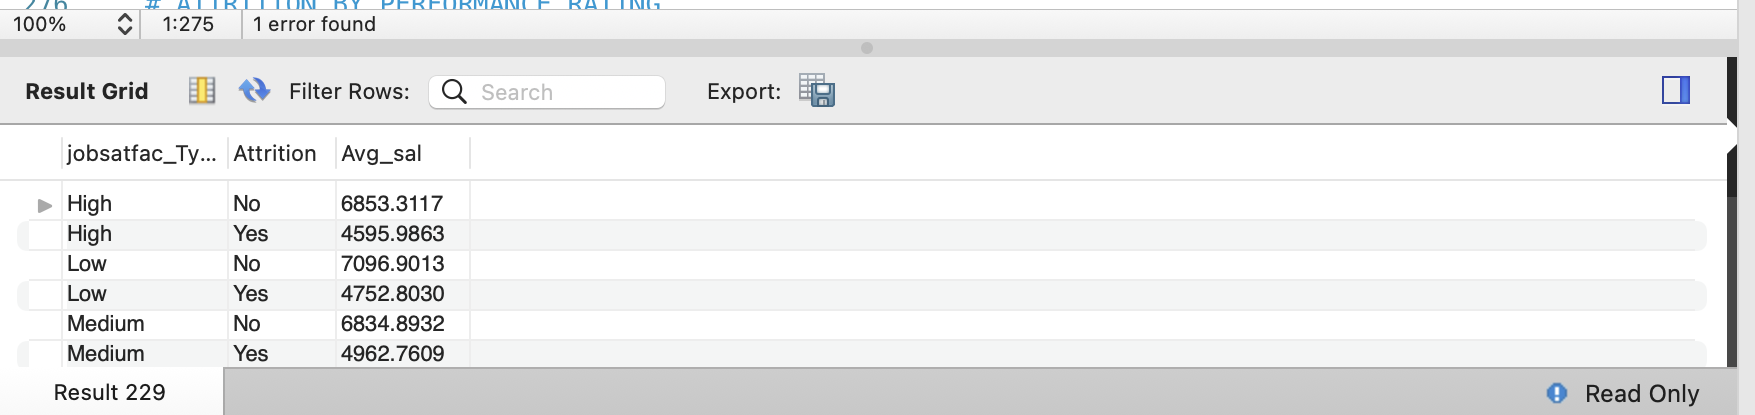 276 # ATTRITION BY PERFORMANCE RATING
100% 1:275 1 error found
Result Grid Filter Rows: Search Export:
jobsatfac_Ty... Attrition Avg_sal
High No 6853.3117
High Yes 4595.9863
Low No 7096.9013
Low Yes 4752.8030
Medium No 6834.8932
Medium Yes 4962.7609
Result 229 Read Only